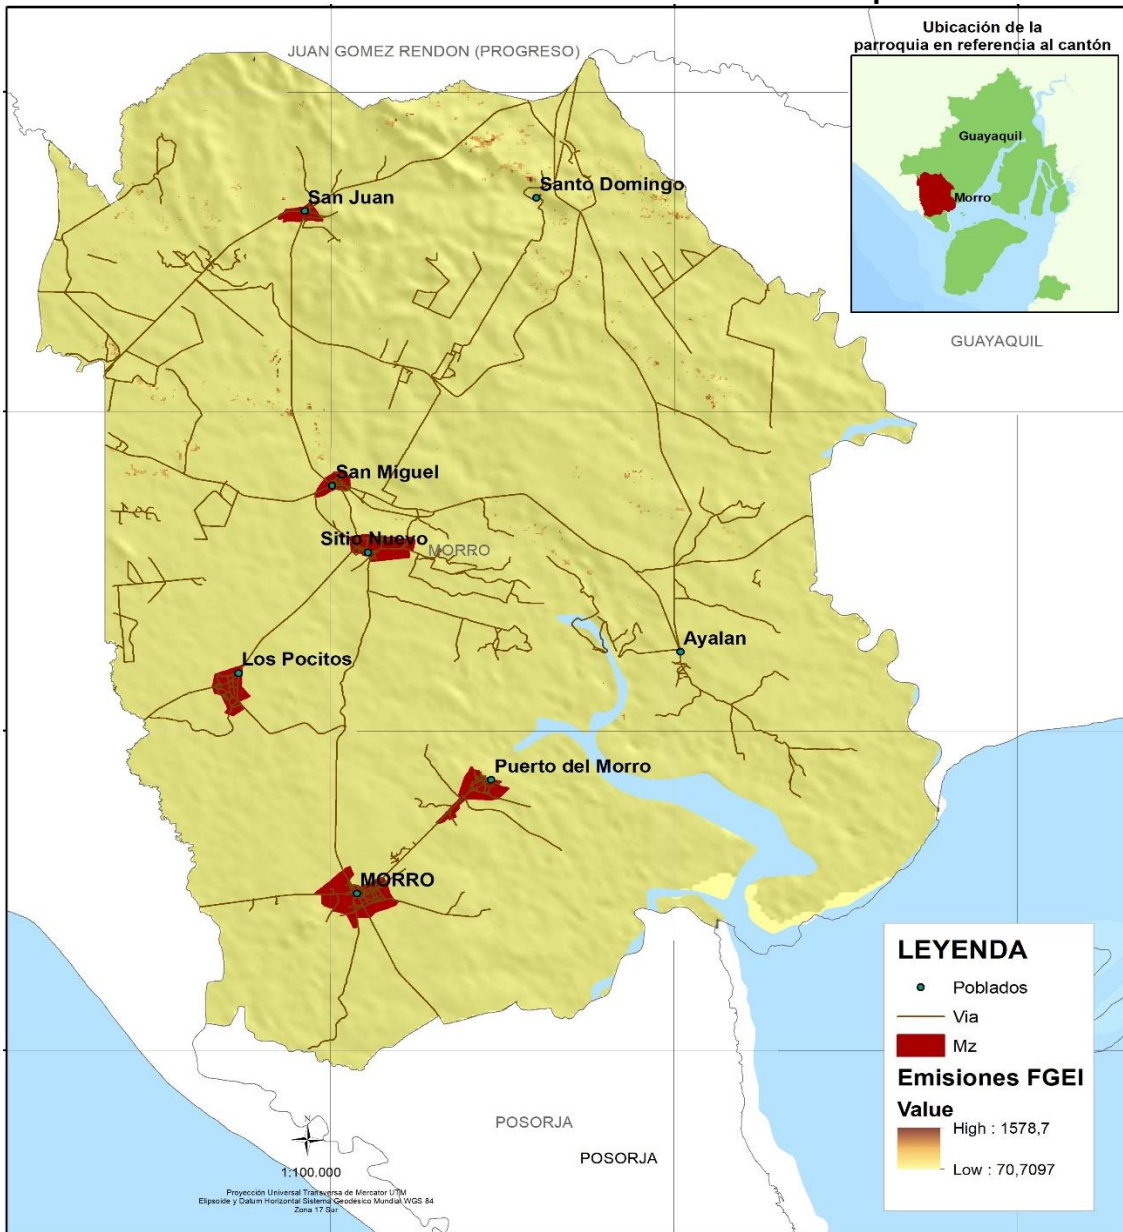 Ubicación de la
parroquia en referencia al cantón
Guayaquil
Morro
JUAN GOMEZ RENDON (PROGRESO)
San Juan
Santo Domingo
GUAYAQUIL
San Miguel
Sitio Nuevo
MORRO
Ayalan
Los Pocitos
Puerto del Morro
MORRO
LEYENDA
Poblados
Via
Mz
Emisiones FGEI
Value
High : 1578,7
Low : 70,7097
POSORJA
POSORJA
N
1:100.000
Proyección Universal Transversa de Mercator UTM
Elipsoide y Datum Horizontal Sistema Geodésico Mundial WGS 84
Zona 17 Sur